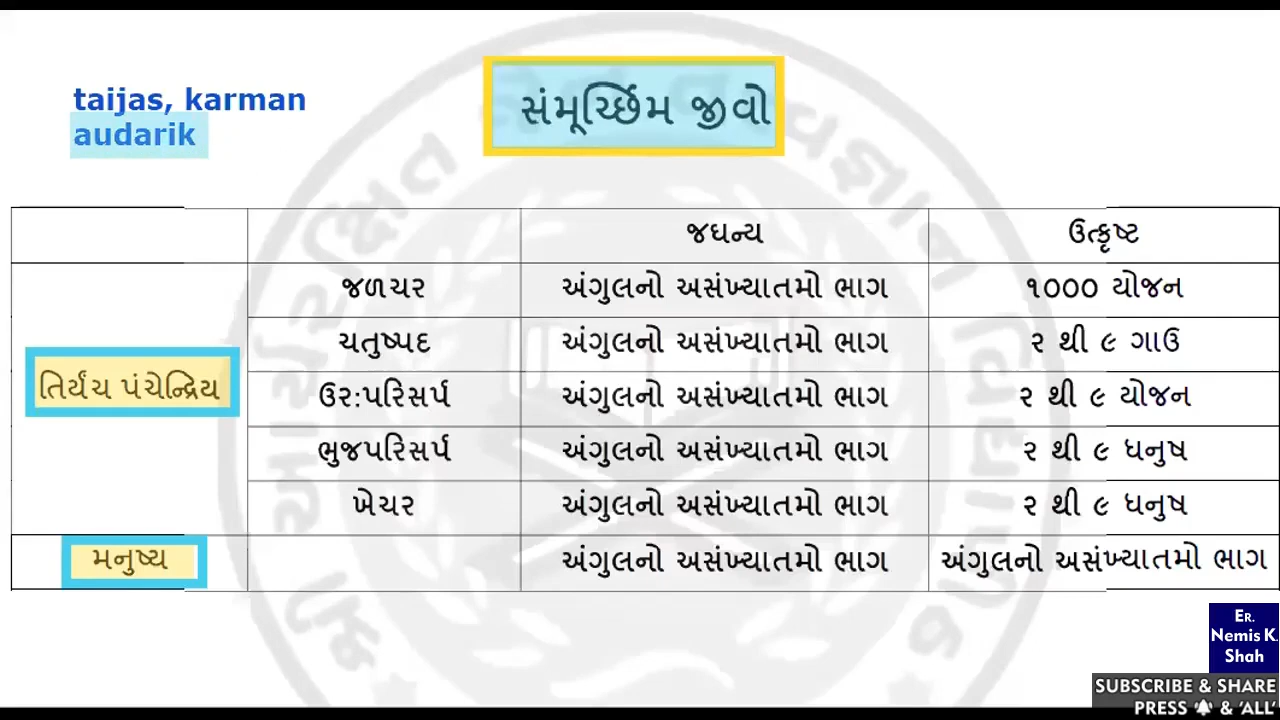 taijas, karman
audarik
સંમૂર્ચ્છિમ જીવો
જઘન્ય ઉત્કૃષ્ટ
જળચર અંગુલનો અસંખ્યાતમો ભાગ ૧૦૦૦ યોજન
ચતુષ્પદ અંગુલનો અસંખ્યાતમો ભાગ ૨ થી ૯ ગાઉ
તિર્યંચ પંચેન્દ્રિય ઉર:પરિસર્પ અંગુલનો અસંખ્યાતમો ભાગ ૨ થી ૯ યોજન
ભુજપરિસર્પ અંગુલનો અસંખ્યાતમો ભાગ ૨ થી ૯ ધનુષ
ખેચર અંગુલનો અસંખ્યાતમો ભાગ ૨ થી ૯ ધનુષ
મનુષ્ય અંગુલનો અસંખ્યાતમો ભાગ અંગુલનો અસંખ્યાતમો ભાગ
ER.
Nemis K.
Shah
SUBSCRIBE & SHARE
PRESS & ‘ALL’